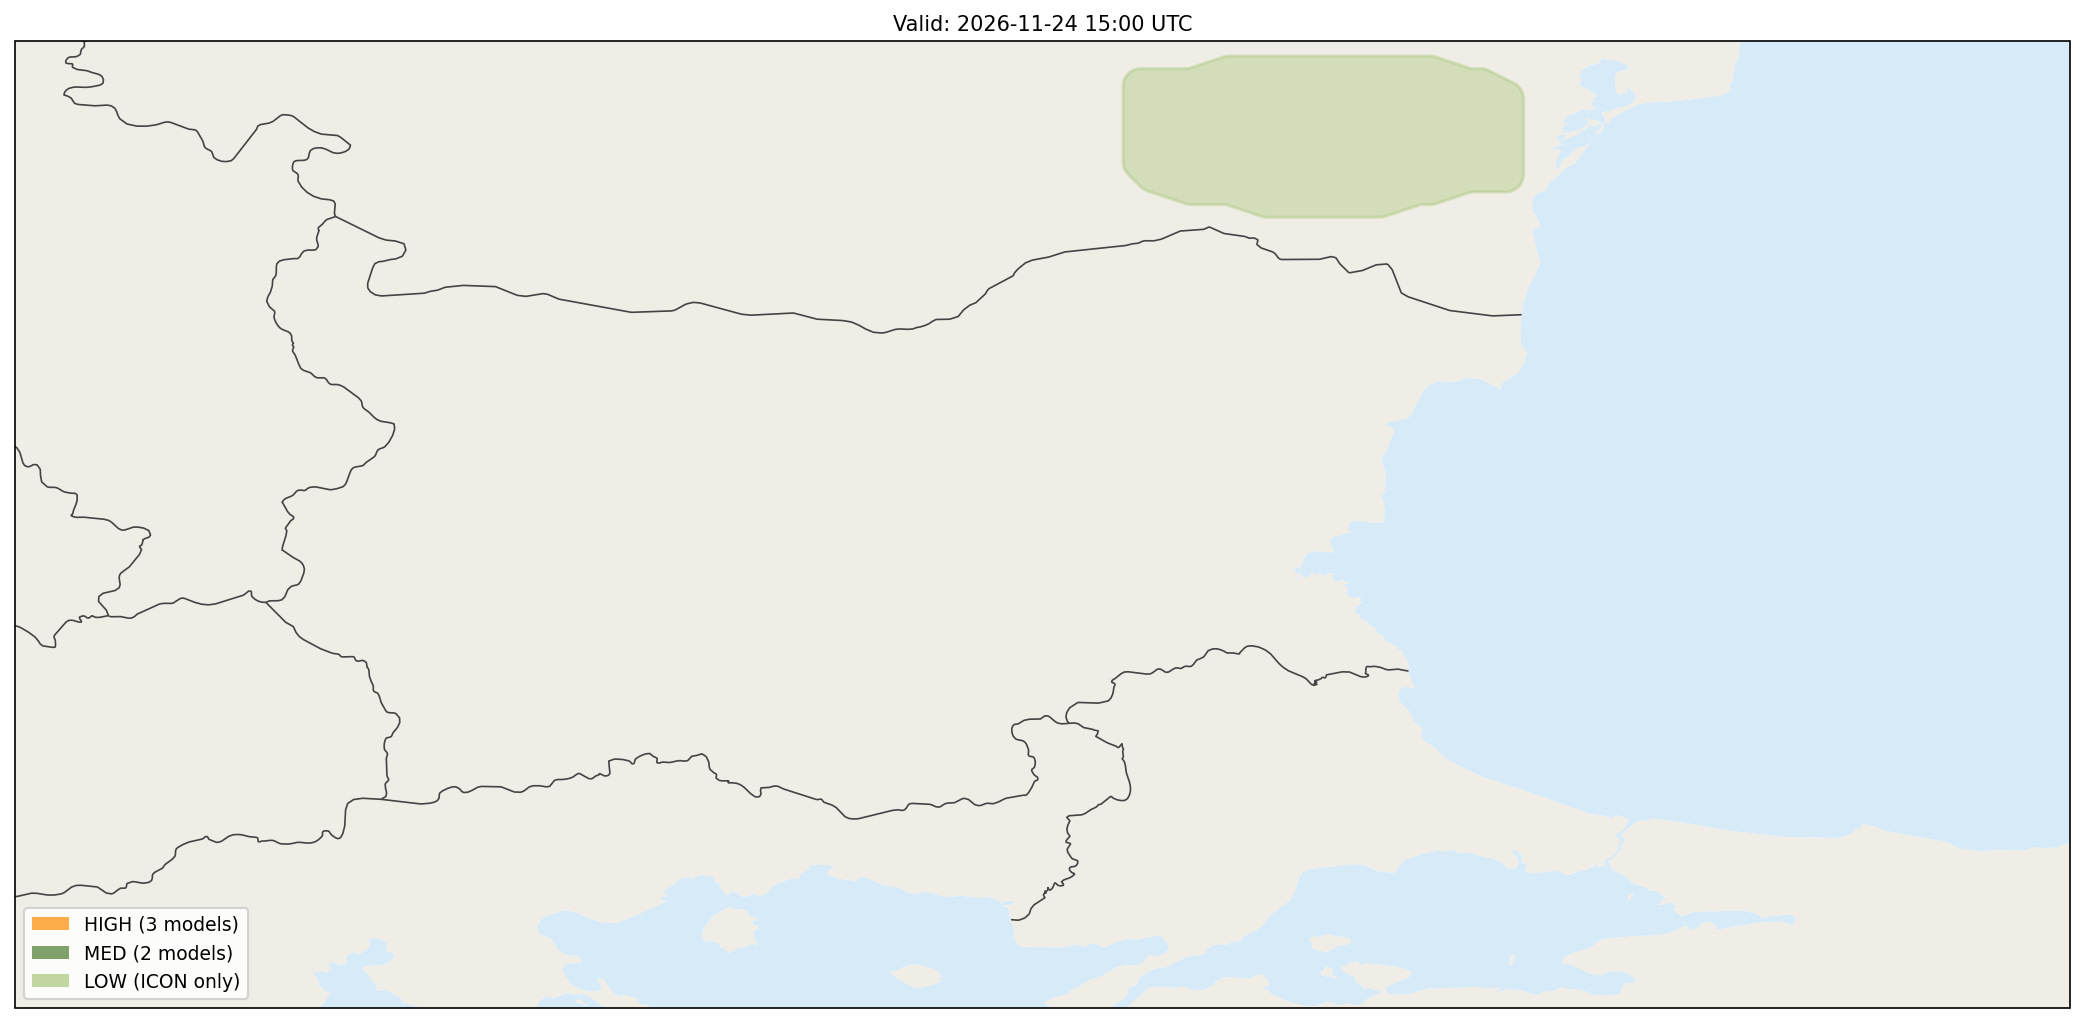 Valid: 2026-11-24 15:00 UTC
HIGH (3 models)
MED (2 models)
LOW (ICON only)